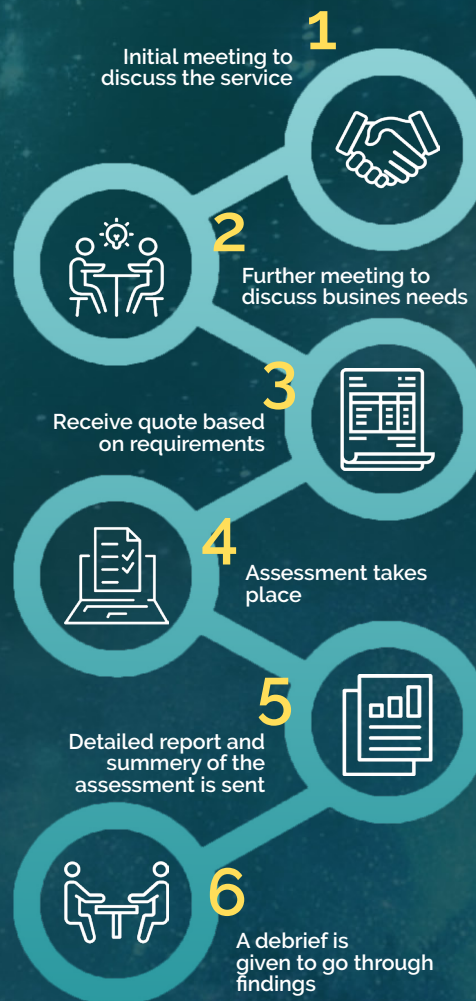 1
Initial meeting to
discuss the service
2
Further meeting to
discuss busines needs
3
Receive quote based
on requirements
4
Assessment takes
place
5
Detailed report and
summery of the
assessment is sent
6
A debrief is
given to go through
findings